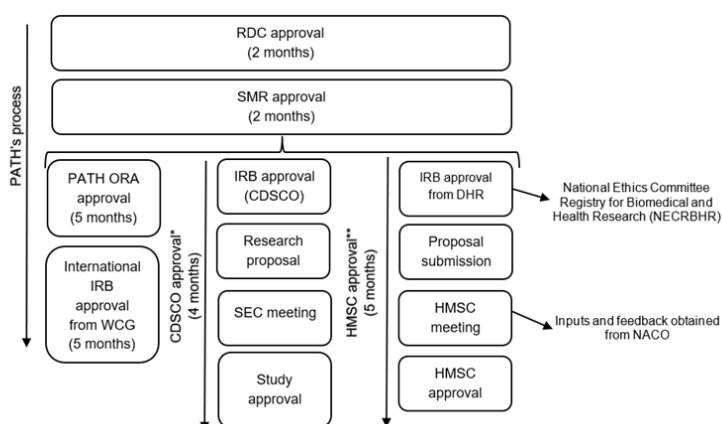 RDC approval
(2 months)
SMR approval
(2 months)
PATH's process
PATH ORA
approval
(5 months)
International
IRB
approval
from WCG
(5 months)
CDSCO approval*
(4 months)
IRB approval
(CDSCO)
Research
proposal
SEC meeting
Study
approval
HMSC approval**
(5 months)
IRB approval
from DHR
Proposal
submission
HMSC
meeting
HMSC
approval
National Ethics Committee
Registry for Biomedical and
Health Research (NECRBHR)
Inputs and feedback obtained
from NACO